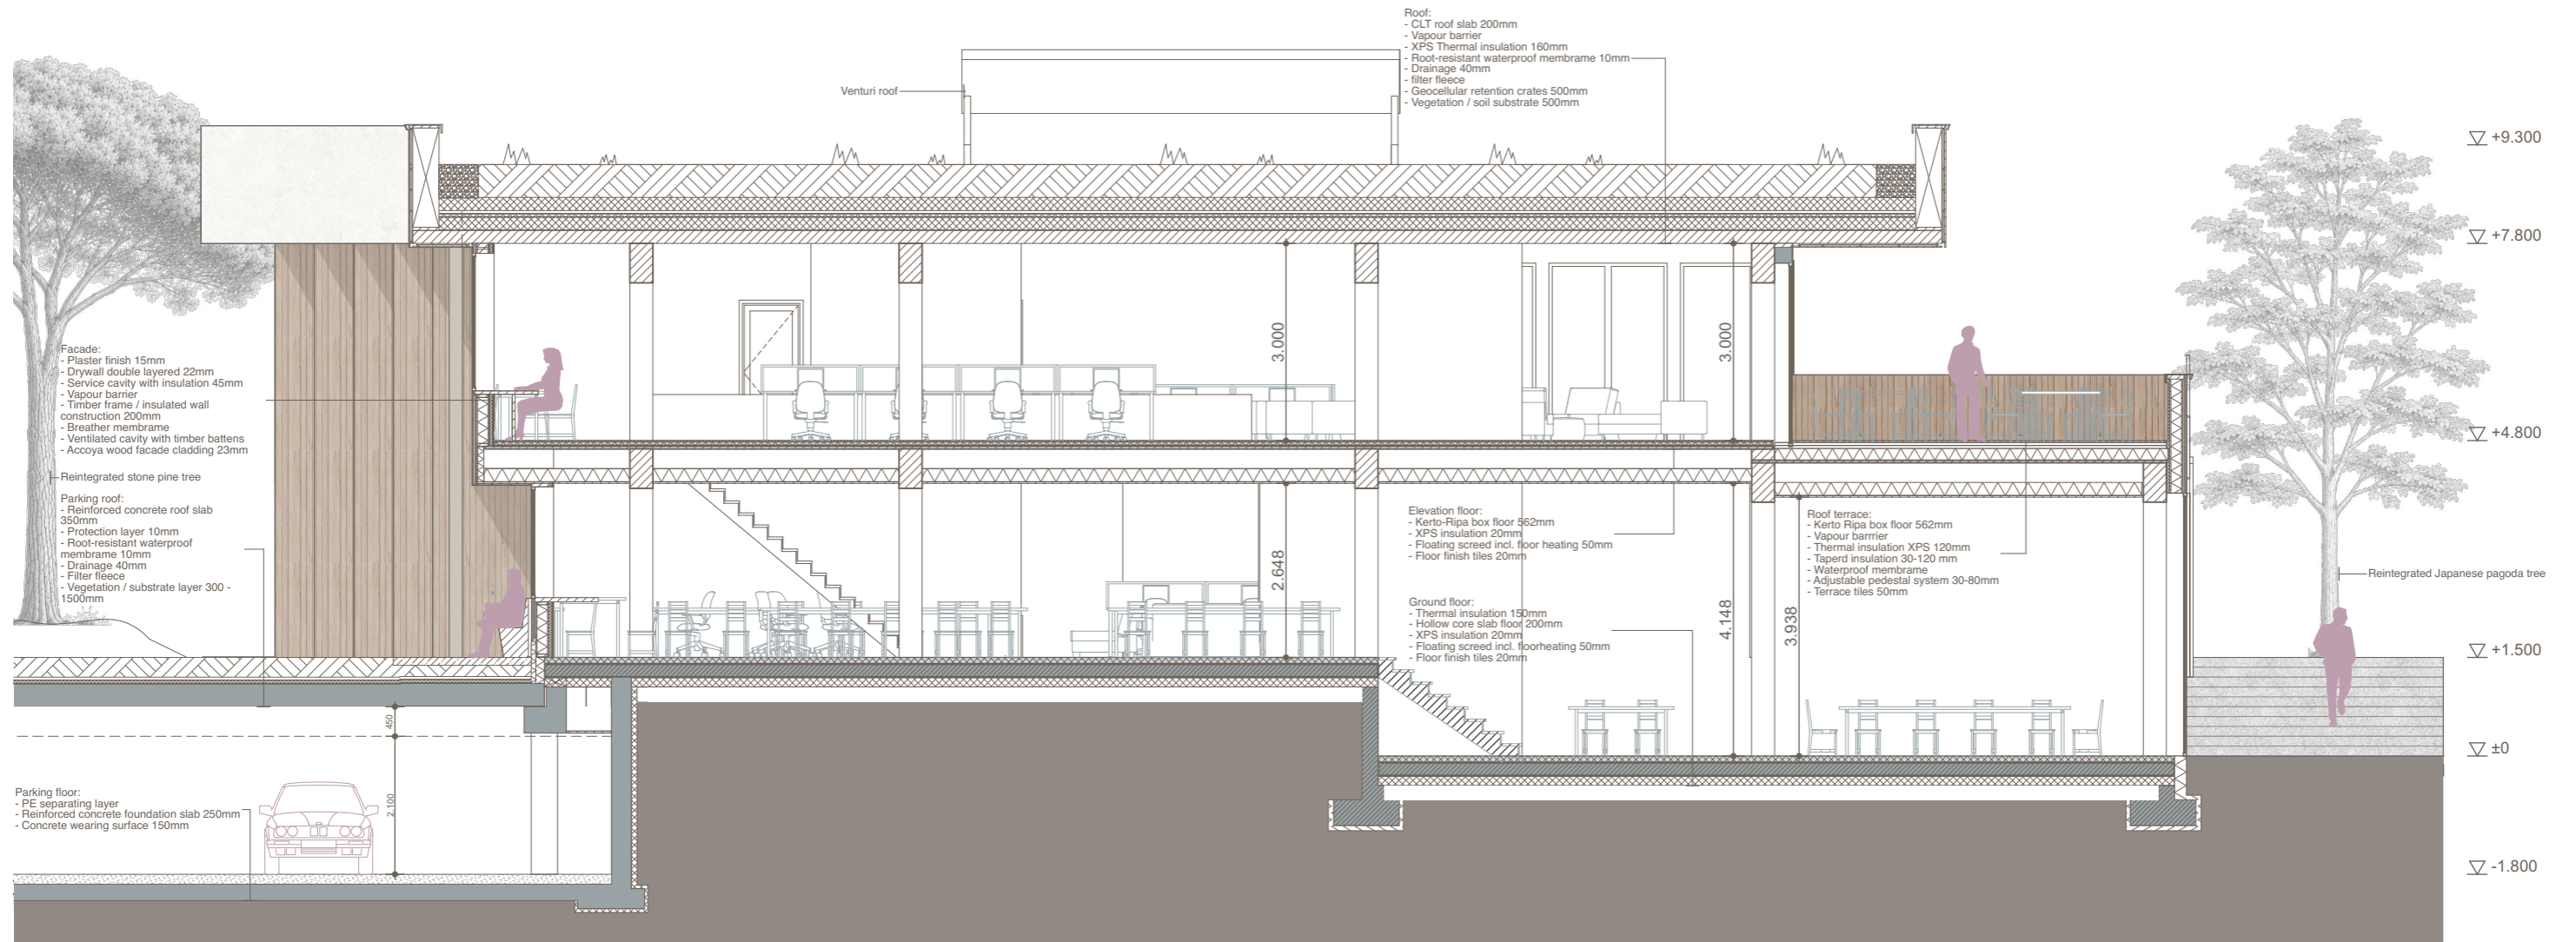 Roof:
- CLT roof slab 200mm
- Vapour barrier
- XPS Thermal insulation 160mm
- Root-resistant waterproof membrane 10mm
- Drainage 40mm
- filter fleece
- Geocellular retention crates 500mm
- Vegetation / soil substrate 500mm
Venturi roof
+9.300
+7.800
+4.800
+1.500
±0
-1.800
3.000
3.000
Facade:
- Plaster finish 15mm
- Drywall double layered 22mm
- Service cavity with insulation 45mm
- Vapour barrier
- Timber frame / insulated wall
construction 200mm
- Breather membrane
- Ventilated cavity with timber battens
- Accoya wood facade cladding 23mm
Reintegrated stone pine tree
Parking roof:
- Reinforced concrete roof slab
350mm
- Protection layer 10mm
- Root-resistant waterproof
membrane 10mm
- Drainage 40mm
- Filter fleece
- Vegetation / substrate layer 300 -
1500mm
2.648
Elevation floor:
- Kerto-Ripa box floor 562mm
- XPS insulation 20mm
- Floating screed incl. floor heating 50mm
- Floor finish tiles 20mm
Ground floor:
- Thermal insulation 150mm
- Hollow core slab floor 200mm
- XPS insulation 20mm
- Floating screed incl. floorheating 50mm
- Floor finish tiles 20mm
4.148
3.938
Roof terrace:
- Kerto Ripa box floor 562mm
- Vapour barrrier
- Thermal insulation XPS 120mm
- Taperd insulation 30-120 mm
- Waterproof membrane
- Adjustable pedestal system 30-80mm
- Terrace tiles 50mm
Reintegrated Japanese pagoda tree
450
2.100
Parking floor:
- PE separating layer
- Reinforced concrete foundation slab 250mm
- Concrete wearing surface 150mm